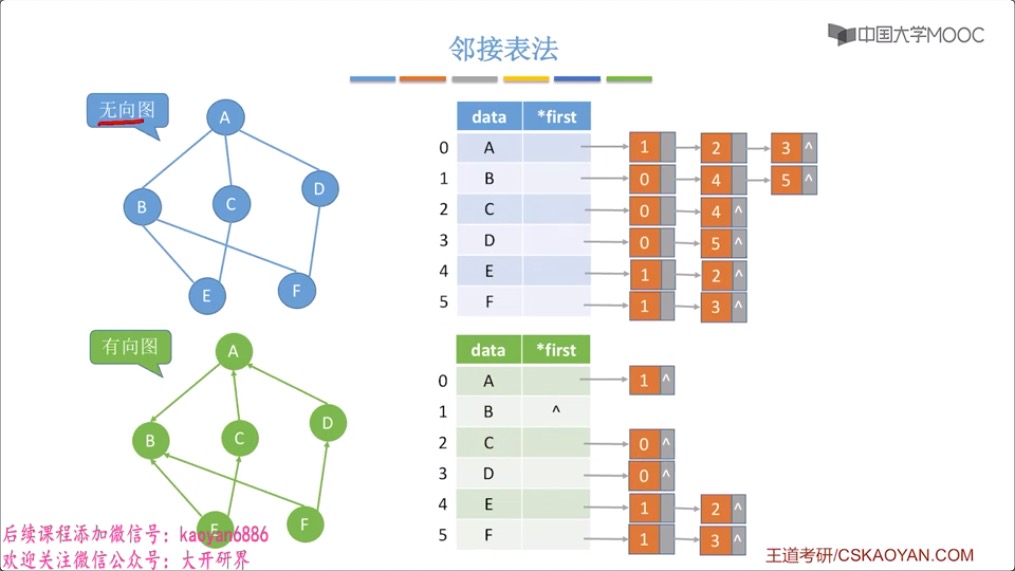 中国大学MOOC
邻接表法
无向图
A
B
C
D
E
F
data *first
0 A 1 2 3 ^
1 B 0 4 5 ^
2 C 0 4 ^
3 D 0 5 ^
4 E 1 2 ^
5 F 1 3 ^
有向图
A
B
C
D
E
F
data *first
0 A 1 ^
1 B ^
2 C 0 ^
3 D 0 ^
4 E 1 2 ^
5 F 1 3 ^
后续课程添加微信号：kaoyan6886
欢迎关注微信公众号：大开研界
王道考研/CSKAOYAN.COM